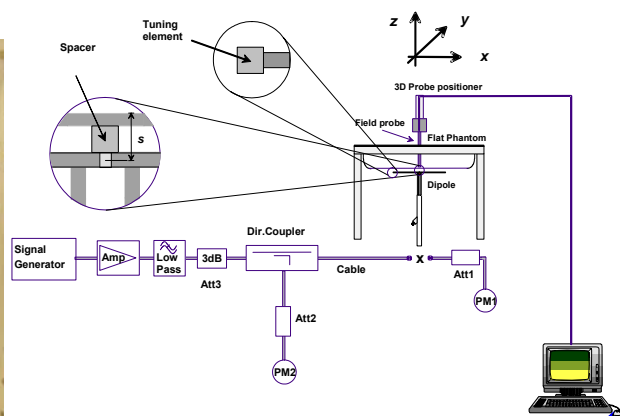 Tuning
element
Spacer
s
z
y
x
3D Probe positioner
Field probe
Flat Phantom
Dipole
Dir.Coupler
Signal
Generator
Amp
Low
Pass
3dB
Att3
Cable
x
Att1
PM1
Att2
PM2